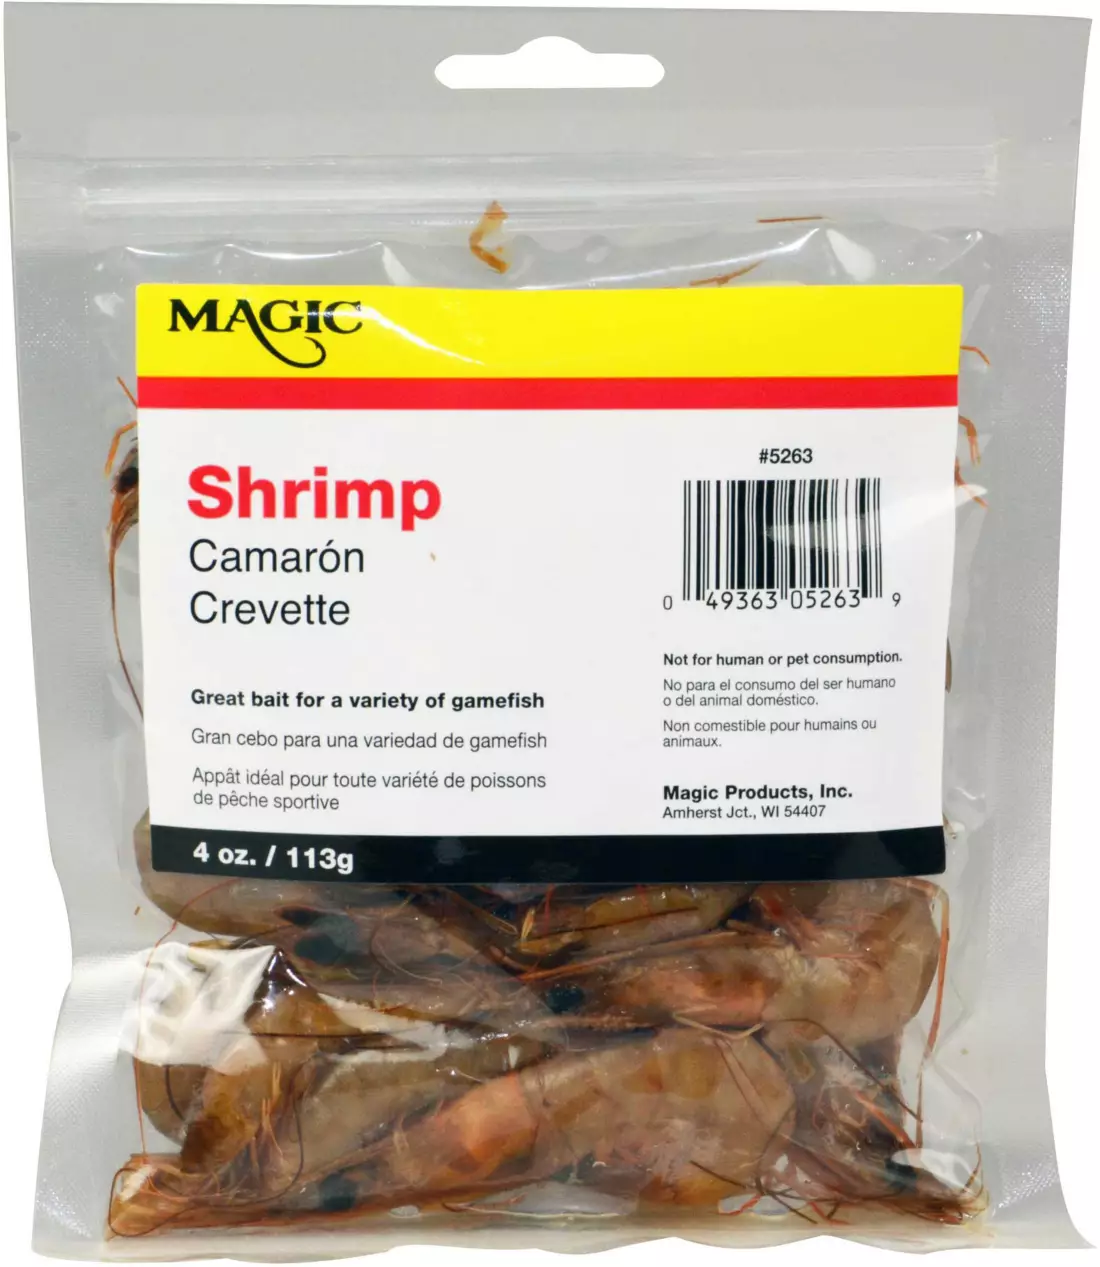 MAGIC
Shrimp
Camarón
Crevette
Great bait for a variety of gamefish
Gran cebo para una variedad de gamefish
Appât idéal pour toute variété de poissons
de pêche sportive
4 oz. / 113g
#5263
0 49363 05263 9
Not for human or pet consumption.
No para el consumo del ser humano
o del animal doméstico.
Non comestible pour humains ou
animaux.
Magic Products, Inc.
Amherst Jct., WI 54407